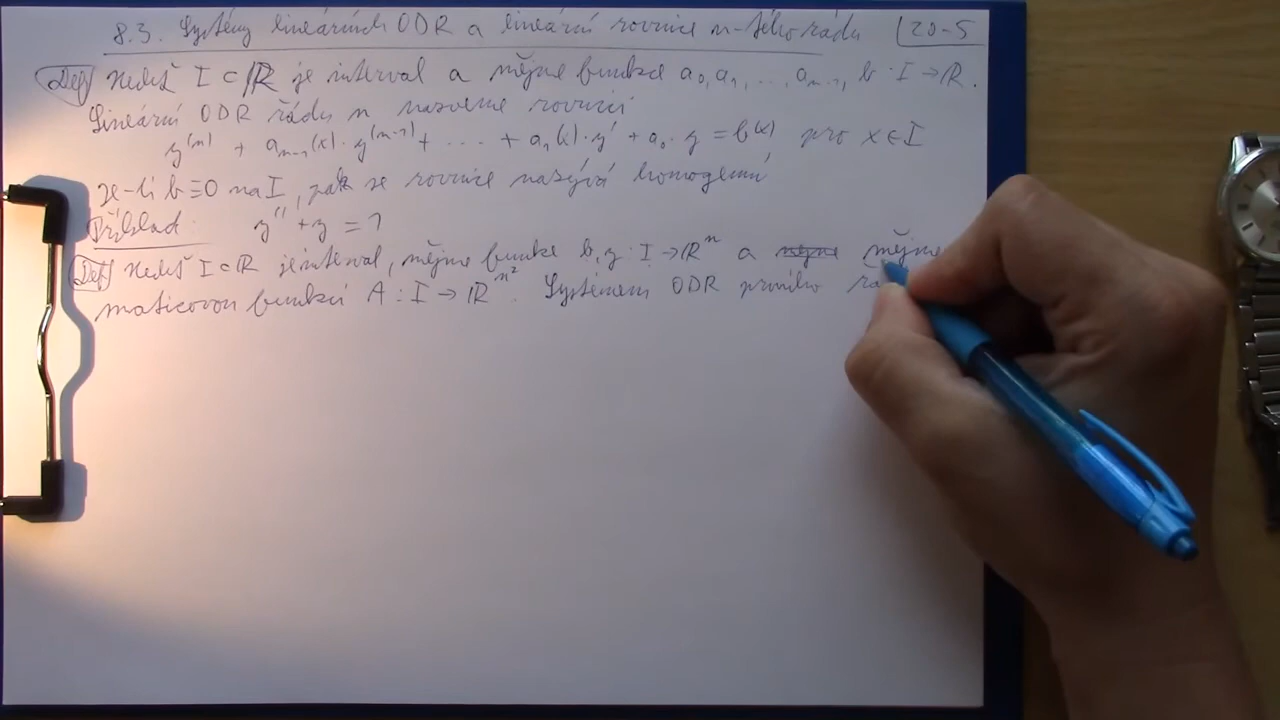 8.3. Systémy lineárních ODR a lineární rovnice n-tého řádu 20-5
Def Nechť I ⊂ ℝ je interval a mějme funkce a₀, a₁, ..., aₙ₋₁, b : I → ℝ.
Lineární ODR řádu n nazveme rovnici
y⁽ⁿ⁾ + aₙ₋₁(x)·y⁽ⁿ⁻¹⁾ + ... + a₁(x)·y' + a₀·y = b(x) pro x ∈ I
Je-li b ≡ 0 na I, pak se rovnice nazývá homogenní
Příklad: y'' + y = 1
Def Nechť I ⊂ ℝ je interval, mějme funkce b, y : I → ℝⁿ a mějme
maticovou funkci A : I → ℝⁿ². Systémem ODR prvního